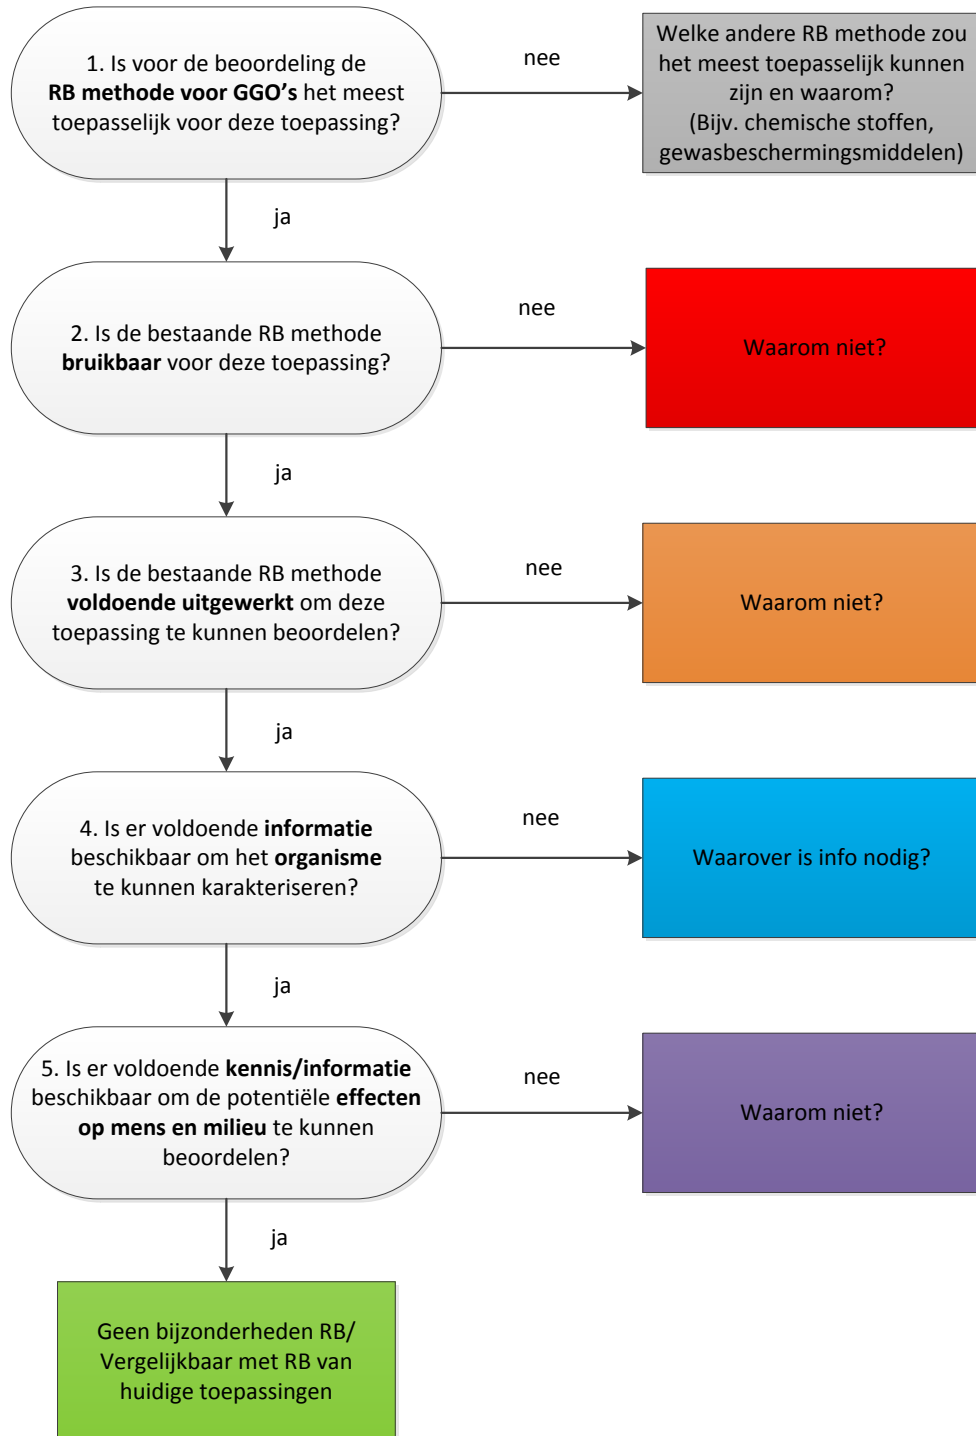 1. Is voor de beoordeling de
RB methode voor GGO’s het meest
toepasselijk voor deze toepassing?
nee
Welke andere RB methode zou
het meest toepasselijk kunnen
zijn en waarom?
(Bijv. chemische stoffen,
gewasbeschermingsmiddelen)
ja
2. Is de bestaande RB methode
bruikbaar voor deze toepassing?
nee
Waarom niet?
ja
3. Is de bestaande RB methode
voldoende uitgewerkt om deze
toepassing te kunnen beoordelen?
nee
Waarom niet?
ja
4. Is er voldoende informatie
beschikbaar om het organisme
te kunnen karakteriseren?
nee
Waarover is info nodig?
ja
5. Is er voldoende kennis/informatie
beschikbaar om de potentiële effecten
op mens en milieu te kunnen
beoordelen?
nee
Waarom niet?
ja
Geen bijzonderheden RB/
Vergelijkbaar met RB van
huidige toepassingen